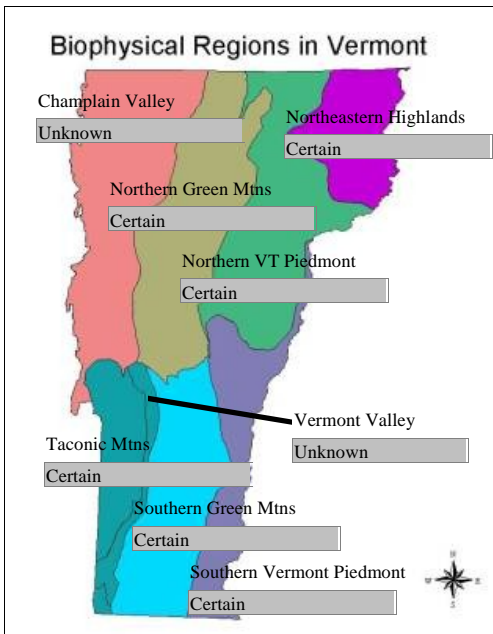 Biophysical Regions in Vermont
Champlain Valley
Unknown
Northeastern Highlands
Certain
Northern Green Mtns
Certain
Northern VT Piedmont
Certain
Vermont Valley
Unknown
Taconic Mtns
Certain
Southern Green Mtns
Certain
Southern Vermont Piedmont
Certain
N
W E
S